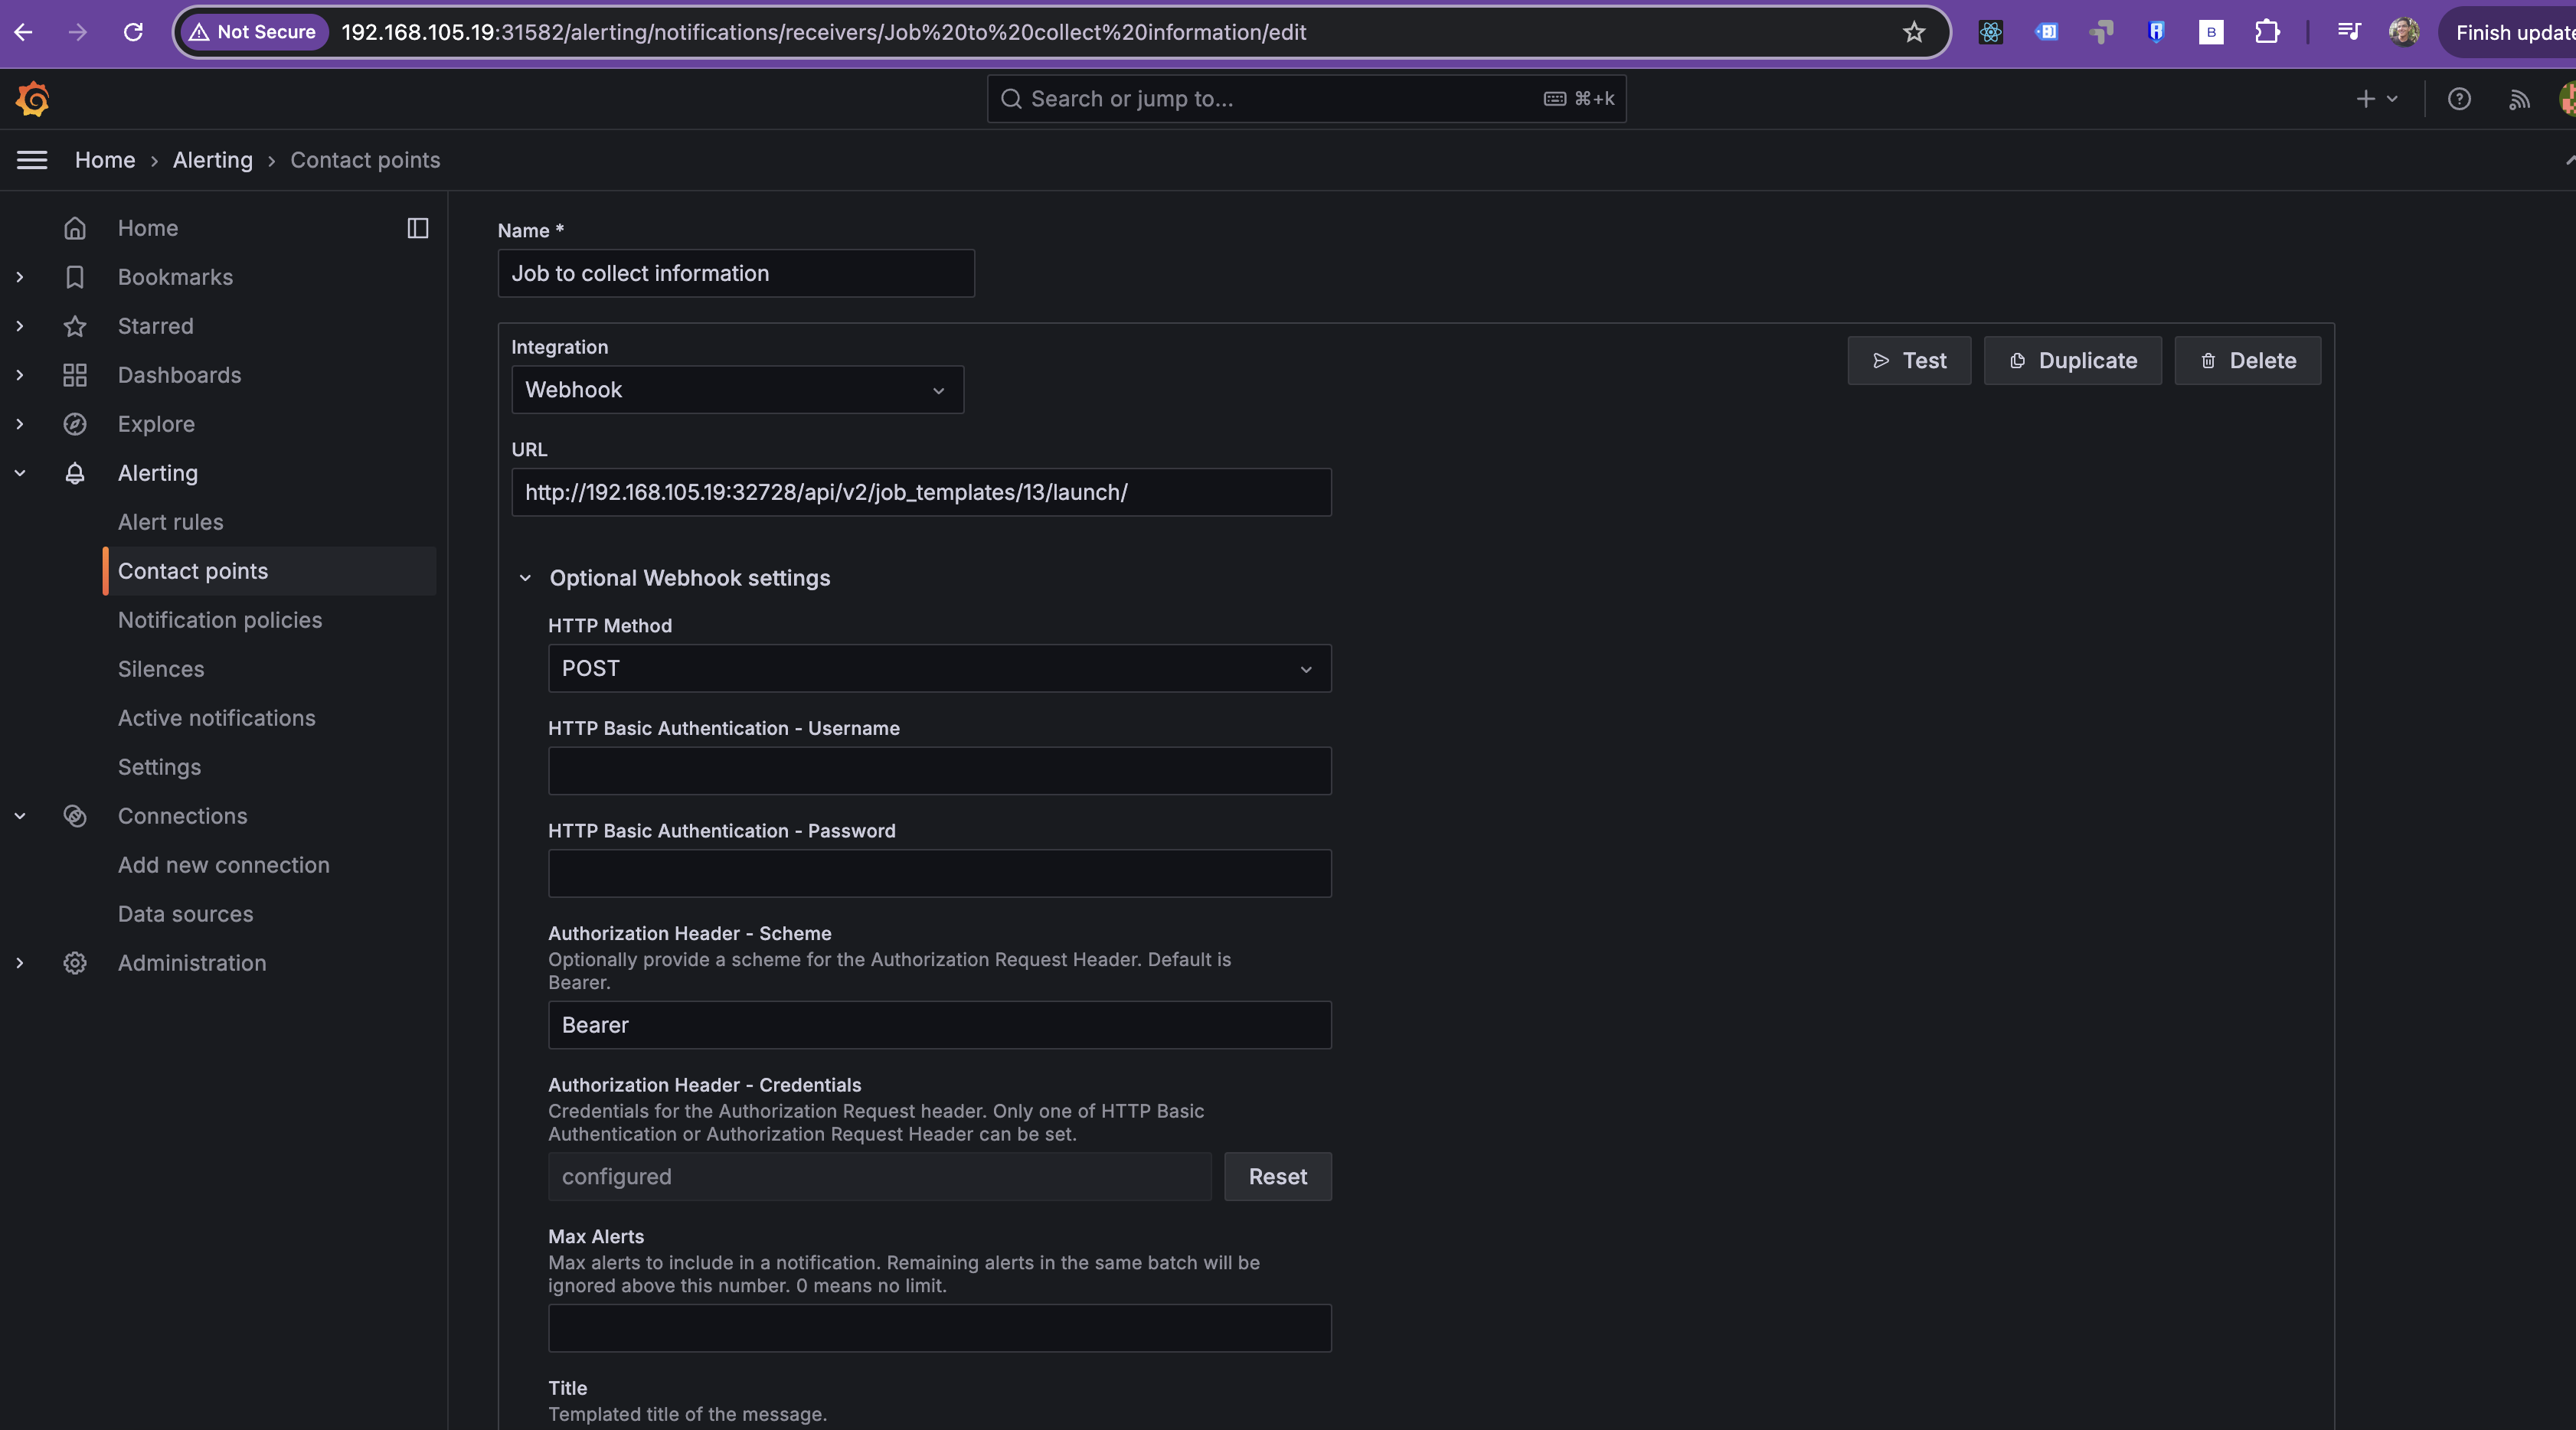 Not Secure 192.168.105.19:31582/alerting/notifications/receivers/Job%20to%20collect%20information/edit B Finish update
Search or jump to... ⌘+k
Home > Alerting > Contact points
Home
Bookmarks
Starred
Dashboards
Explore
Alerting
Alert rules
Contact points
Notification policies
Silences
Active notifications
Settings
Connections
Add new connection
Data sources
Administration
Name *
Job to collect information
Integration
Webhook
Test
Duplicate
Delete
URL
http://192.168.105.19:32728/api/v2/job_templates/13/launch/
Optional Webhook settings
HTTP Method
POST
HTTP Basic Authentication - Username
HTTP Basic Authentication - Password
Authorization Header - Scheme
Optionally provide a scheme for the Authorization Request Header. Default is
Bearer.
Bearer
Authorization Header - Credentials
Credentials for the Authorization Request header. Only one of HTTP Basic
Authentication or Authorization Request Header can be set.
configured
Reset
Max Alerts
Max alerts to include in a notification. Remaining alerts in the same batch will be
ignored above this number. 0 means no limit.
Title
Templated title of the message.